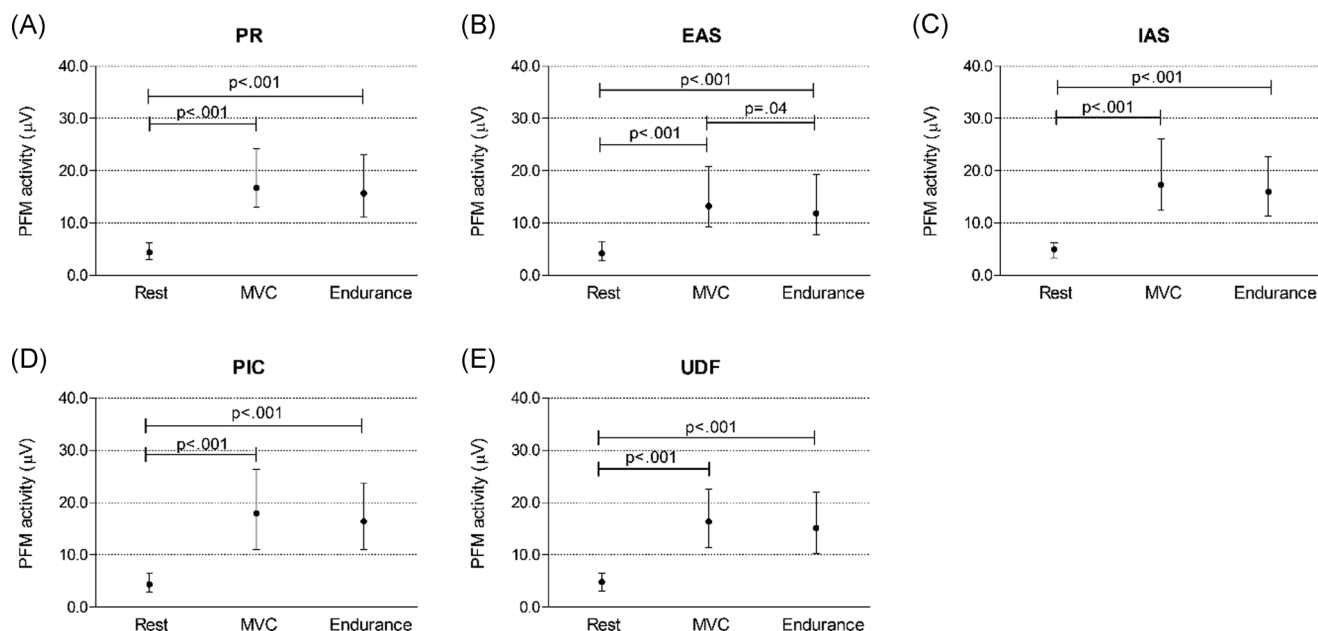 (A)
PR
PFM activity (µV)
40.0
30.0
20.0
10.0
0.0
p<.001
p<.001
Rest MVC Endurance
(B)
EAS
PFM activity (µV)
40.0
30.0
20.0
10.0
0.0
p<.001
p=.04
p<.001
Rest MVC Endurance
(C)
IAS
PFM activity (µV)
40.0
30.0
20.0
10.0
0.0
p<.001
p<.001
Rest MVC Endurance
(D)
PIC
PFM activity (µV)
40.0
30.0
20.0
10.0
0.0
p<.001
p<.001
Rest MVC Endurance
(E)
UDF
PFM activity (µV)
40.0
30.0
20.0
10.0
0.0
p<.001
p<.001
Rest MVC Endurance